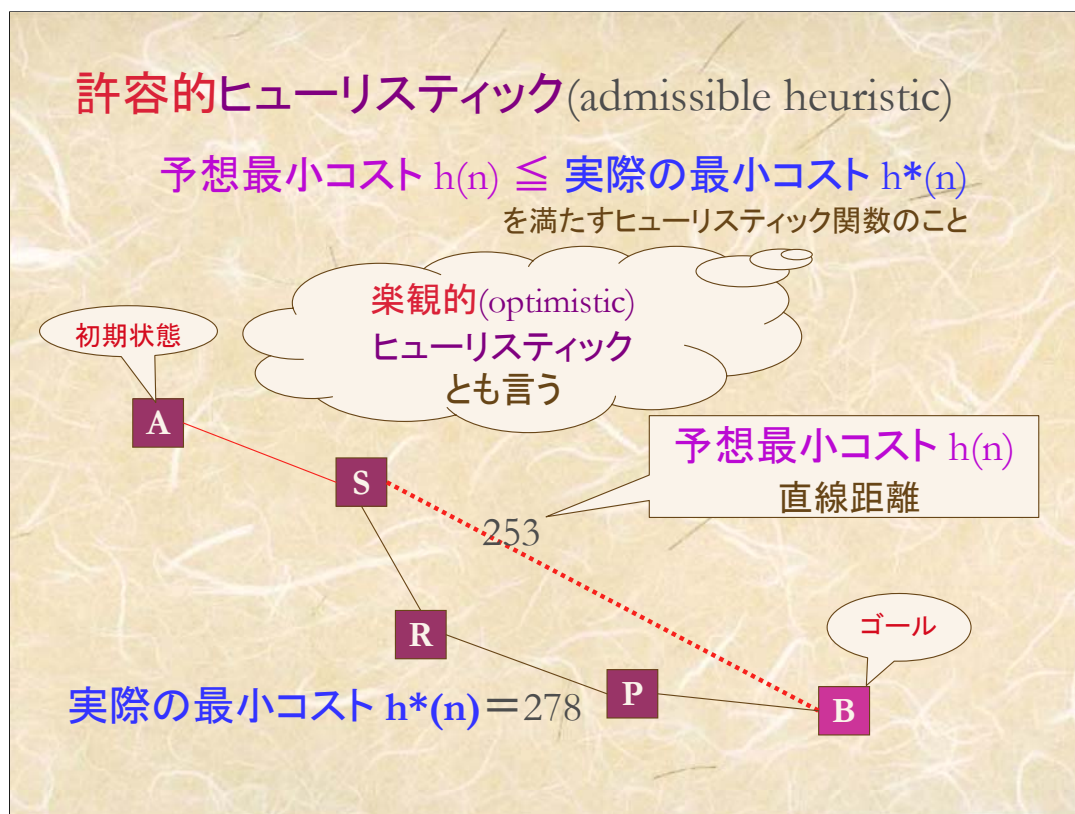 許容的ヒューリスティック(admissible heuristic)
予想最小コスト h(n) ≦ 実際の最小コスト h*(n)
を満たすヒューリスティック関数のこと
楽観的(optimistic)
ヒューリスティック
とも言う
初期状態
A
S
予想最小コスト h(n)
直線距離
253
R
ゴール
P
B
実際の最小コスト h*(n)＝278